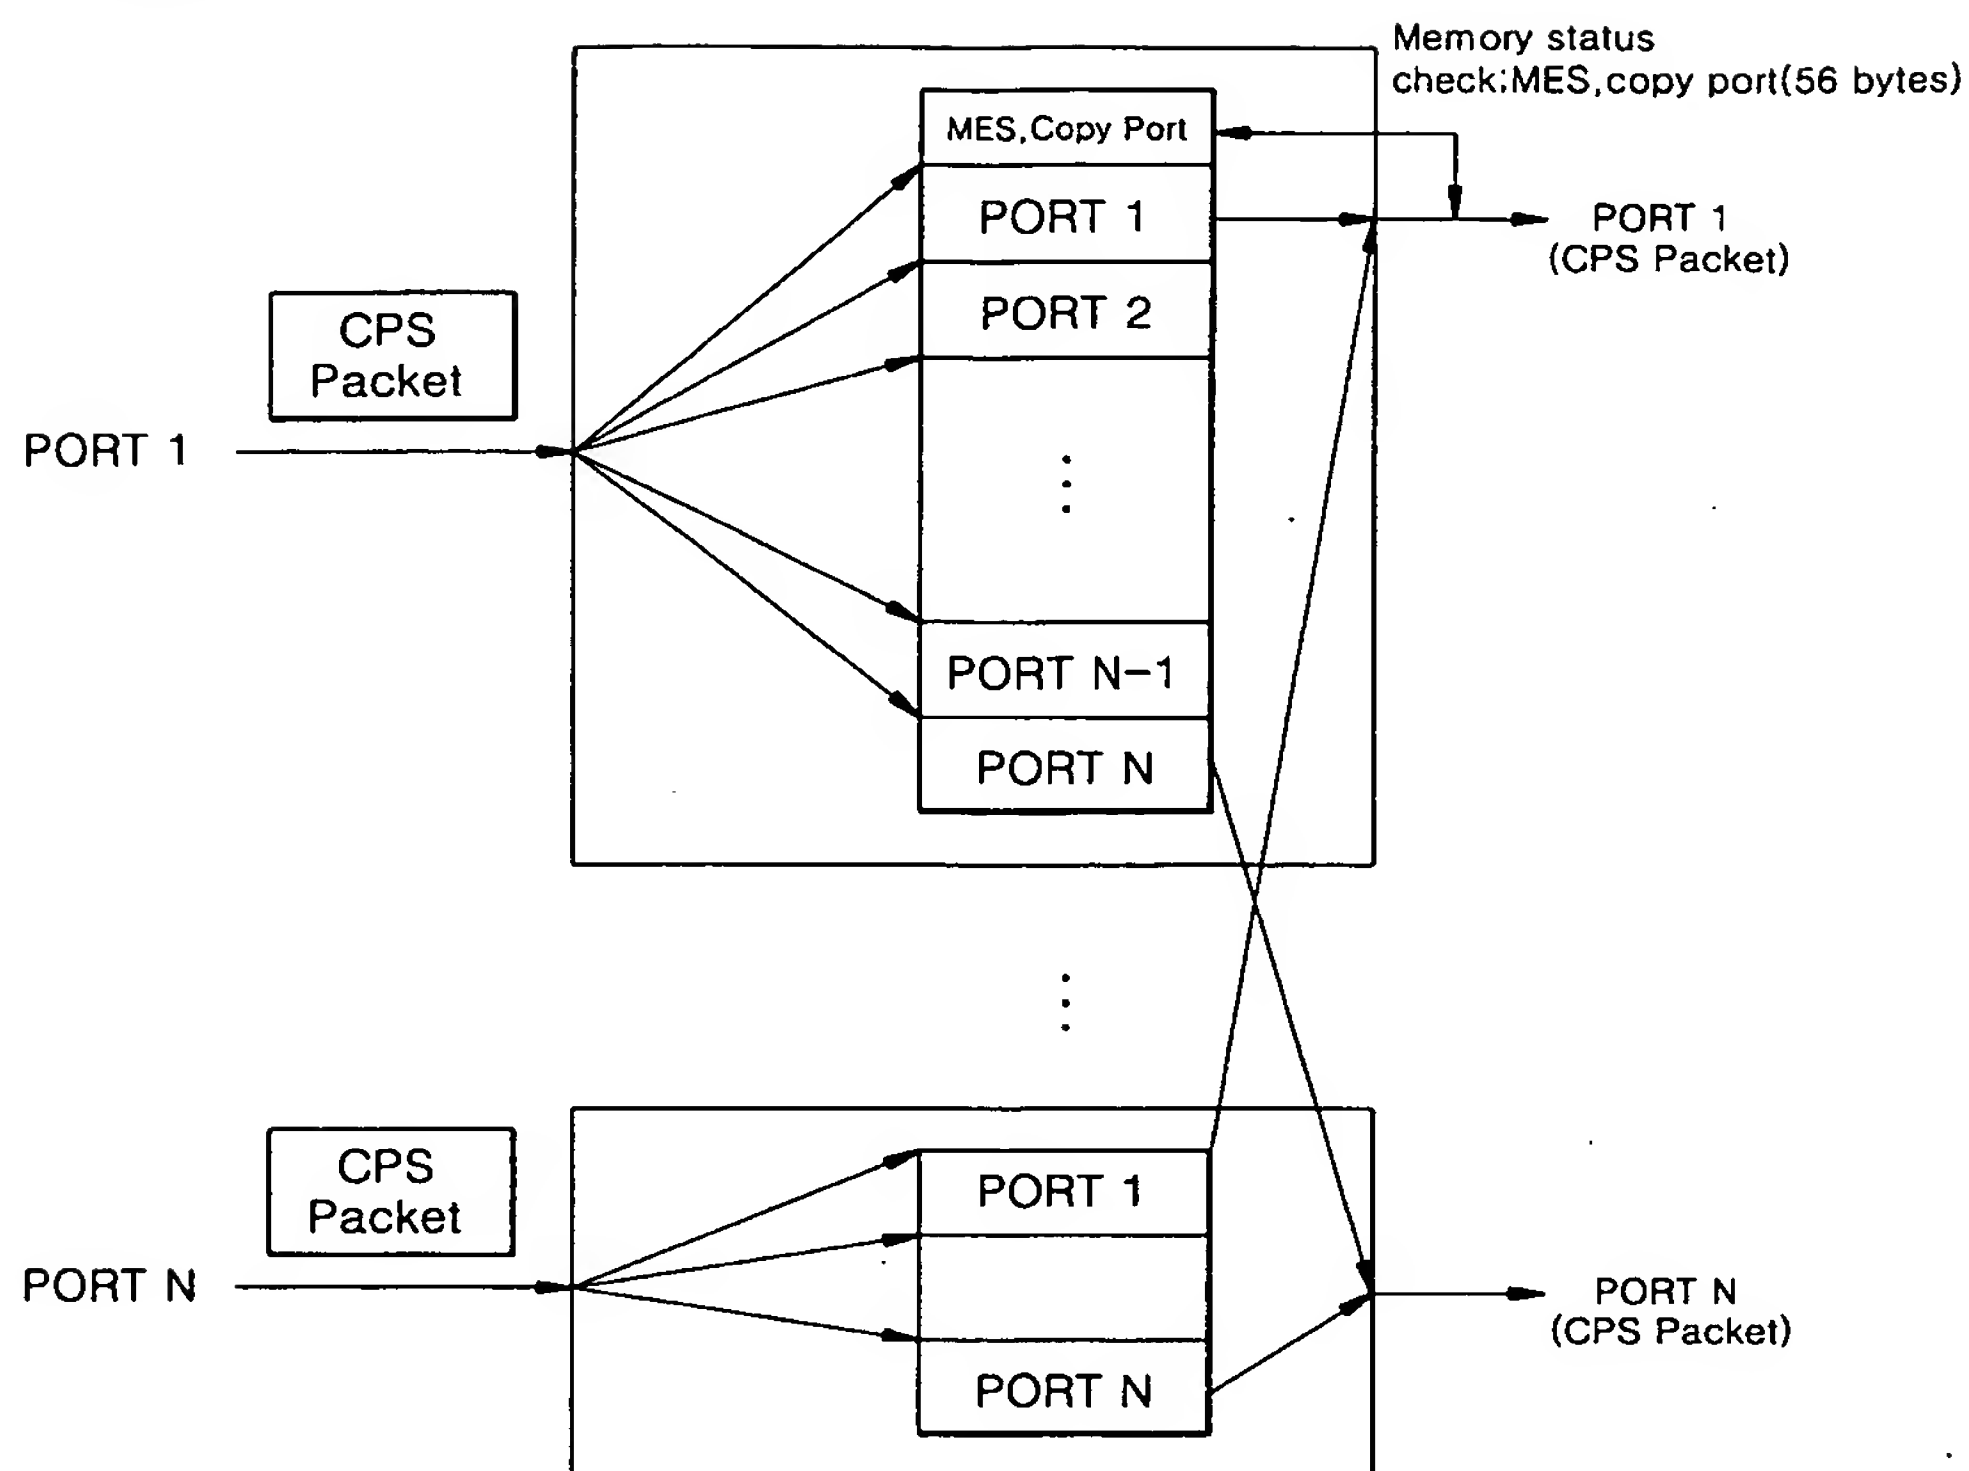 Memory status
check:MES,copy port(56 bytes)
MES,Copy Port
PORT 1
PORT 1
(CPS Packet)
PORT 2
CPS
Packet
PORT 1
PORT N-1
PORT N
CPS
Packet
PORT 1
PORT N
PORT N
(CPS Packet)
PORT N